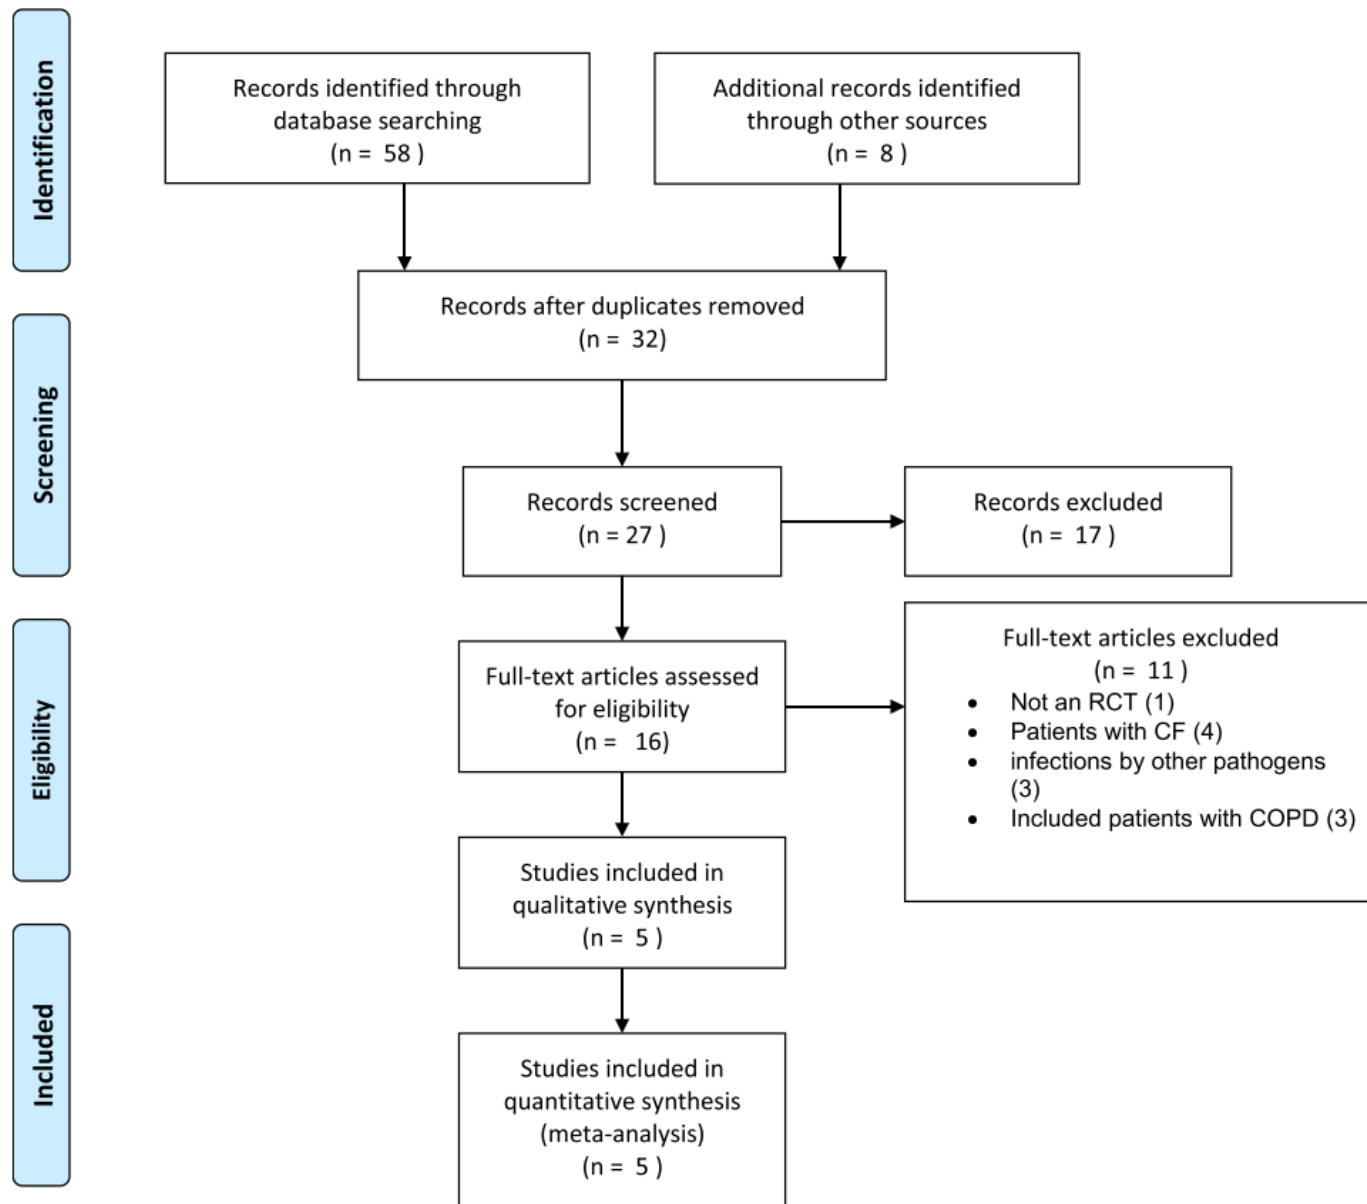 Identification
Records identified through
database searching
(n = 58 )
Additional records identified
through other sources
(n = 8 )
Records after duplicates removed
(n = 32)
Screening
Records screened
(n = 27 )
Records excluded
(n = 17 )
Eligibility
Full-text articles assessed
for eligibility
(n = 16)
Full-text articles excluded
(n = 11 )
• Not an RCT (1)
• Patients with CF (4)
• infections by other pathogens
(3)
• Included patients with COPD (3)
Studies included in
qualitative synthesis
(n = 5 )
Included
Studies included in
quantitative synthesis
(meta-analysis)
(n = 5 )